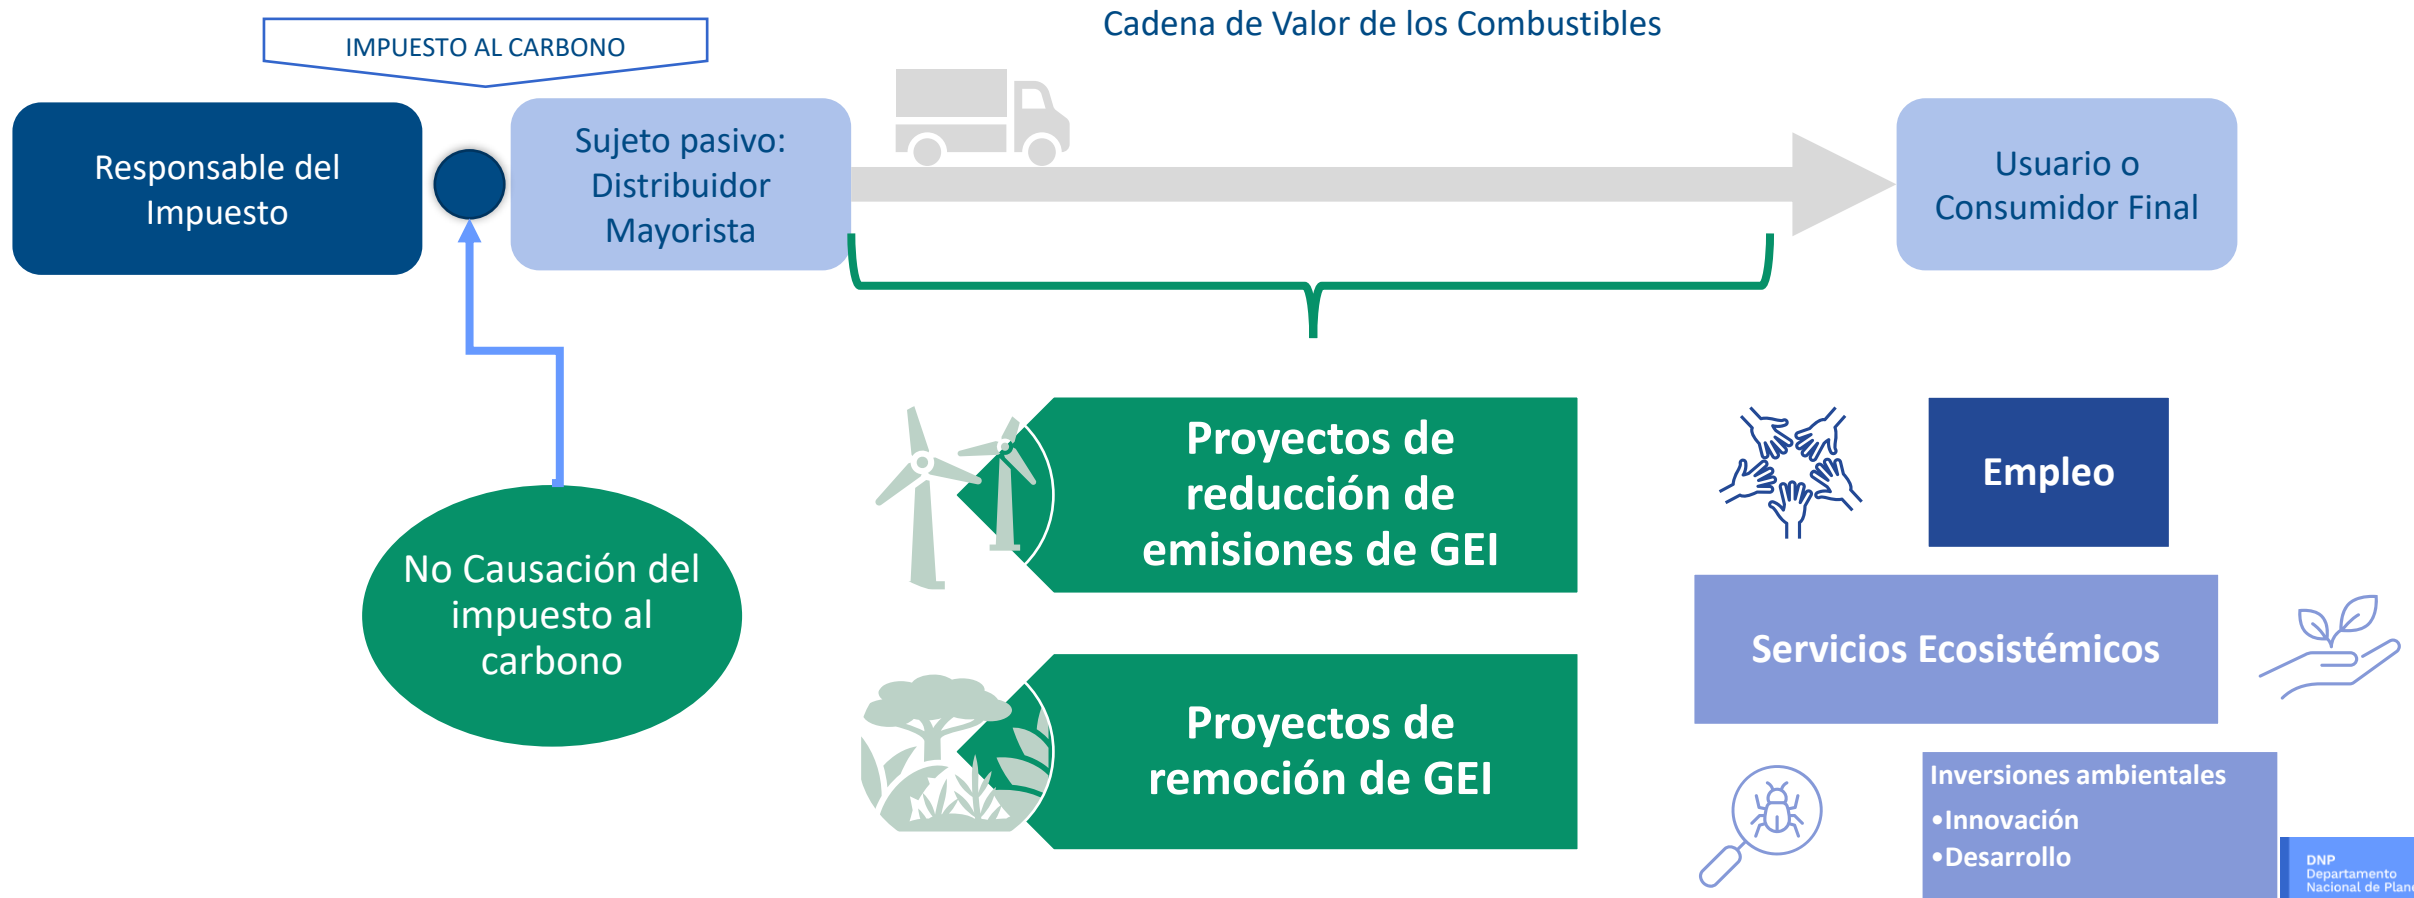 Cadena de Valor de los Combustibles
IMPUESTO AL CARBONO
Responsable del
Impuesto
Sujeto pasivo:
Distribuidor
Mayorista
Usuario o
Consumidor Final
No Causación del
impuesto al
carbono
Proyectos de
reducción de
emisiones de GEI
Proyectos de
remoción de GEI
Empleo
Servicios Ecosistémicos
Inversiones ambientales
•Innovación
•Desarrollo
DNP
Departamento
Nacional de